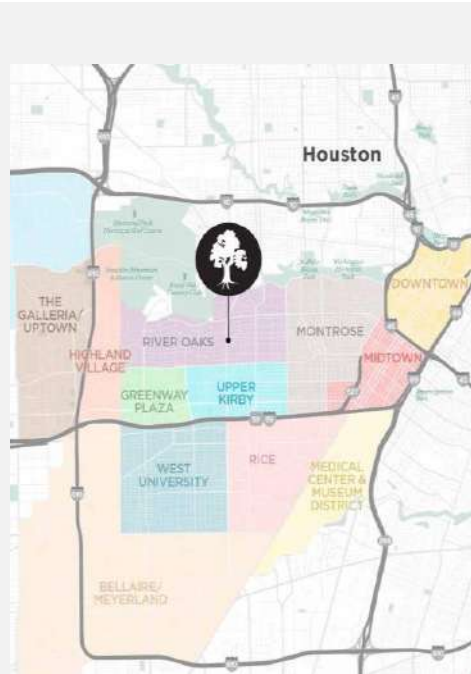 Houston
DOWNTOWN
THE
GALLERIA/
UPTOWN
RIVER OAKS
MONTROSE
HIGHLAND
VILLAGE
MIDTOWN
GREENWAY
PLAZA
UPPER
KIRBY
WEST
UNIVERSITY
RICE
MEDICAL
CENTER &
MUSEUM
DISTRICT
BELLAIRE/
MEYERLAND